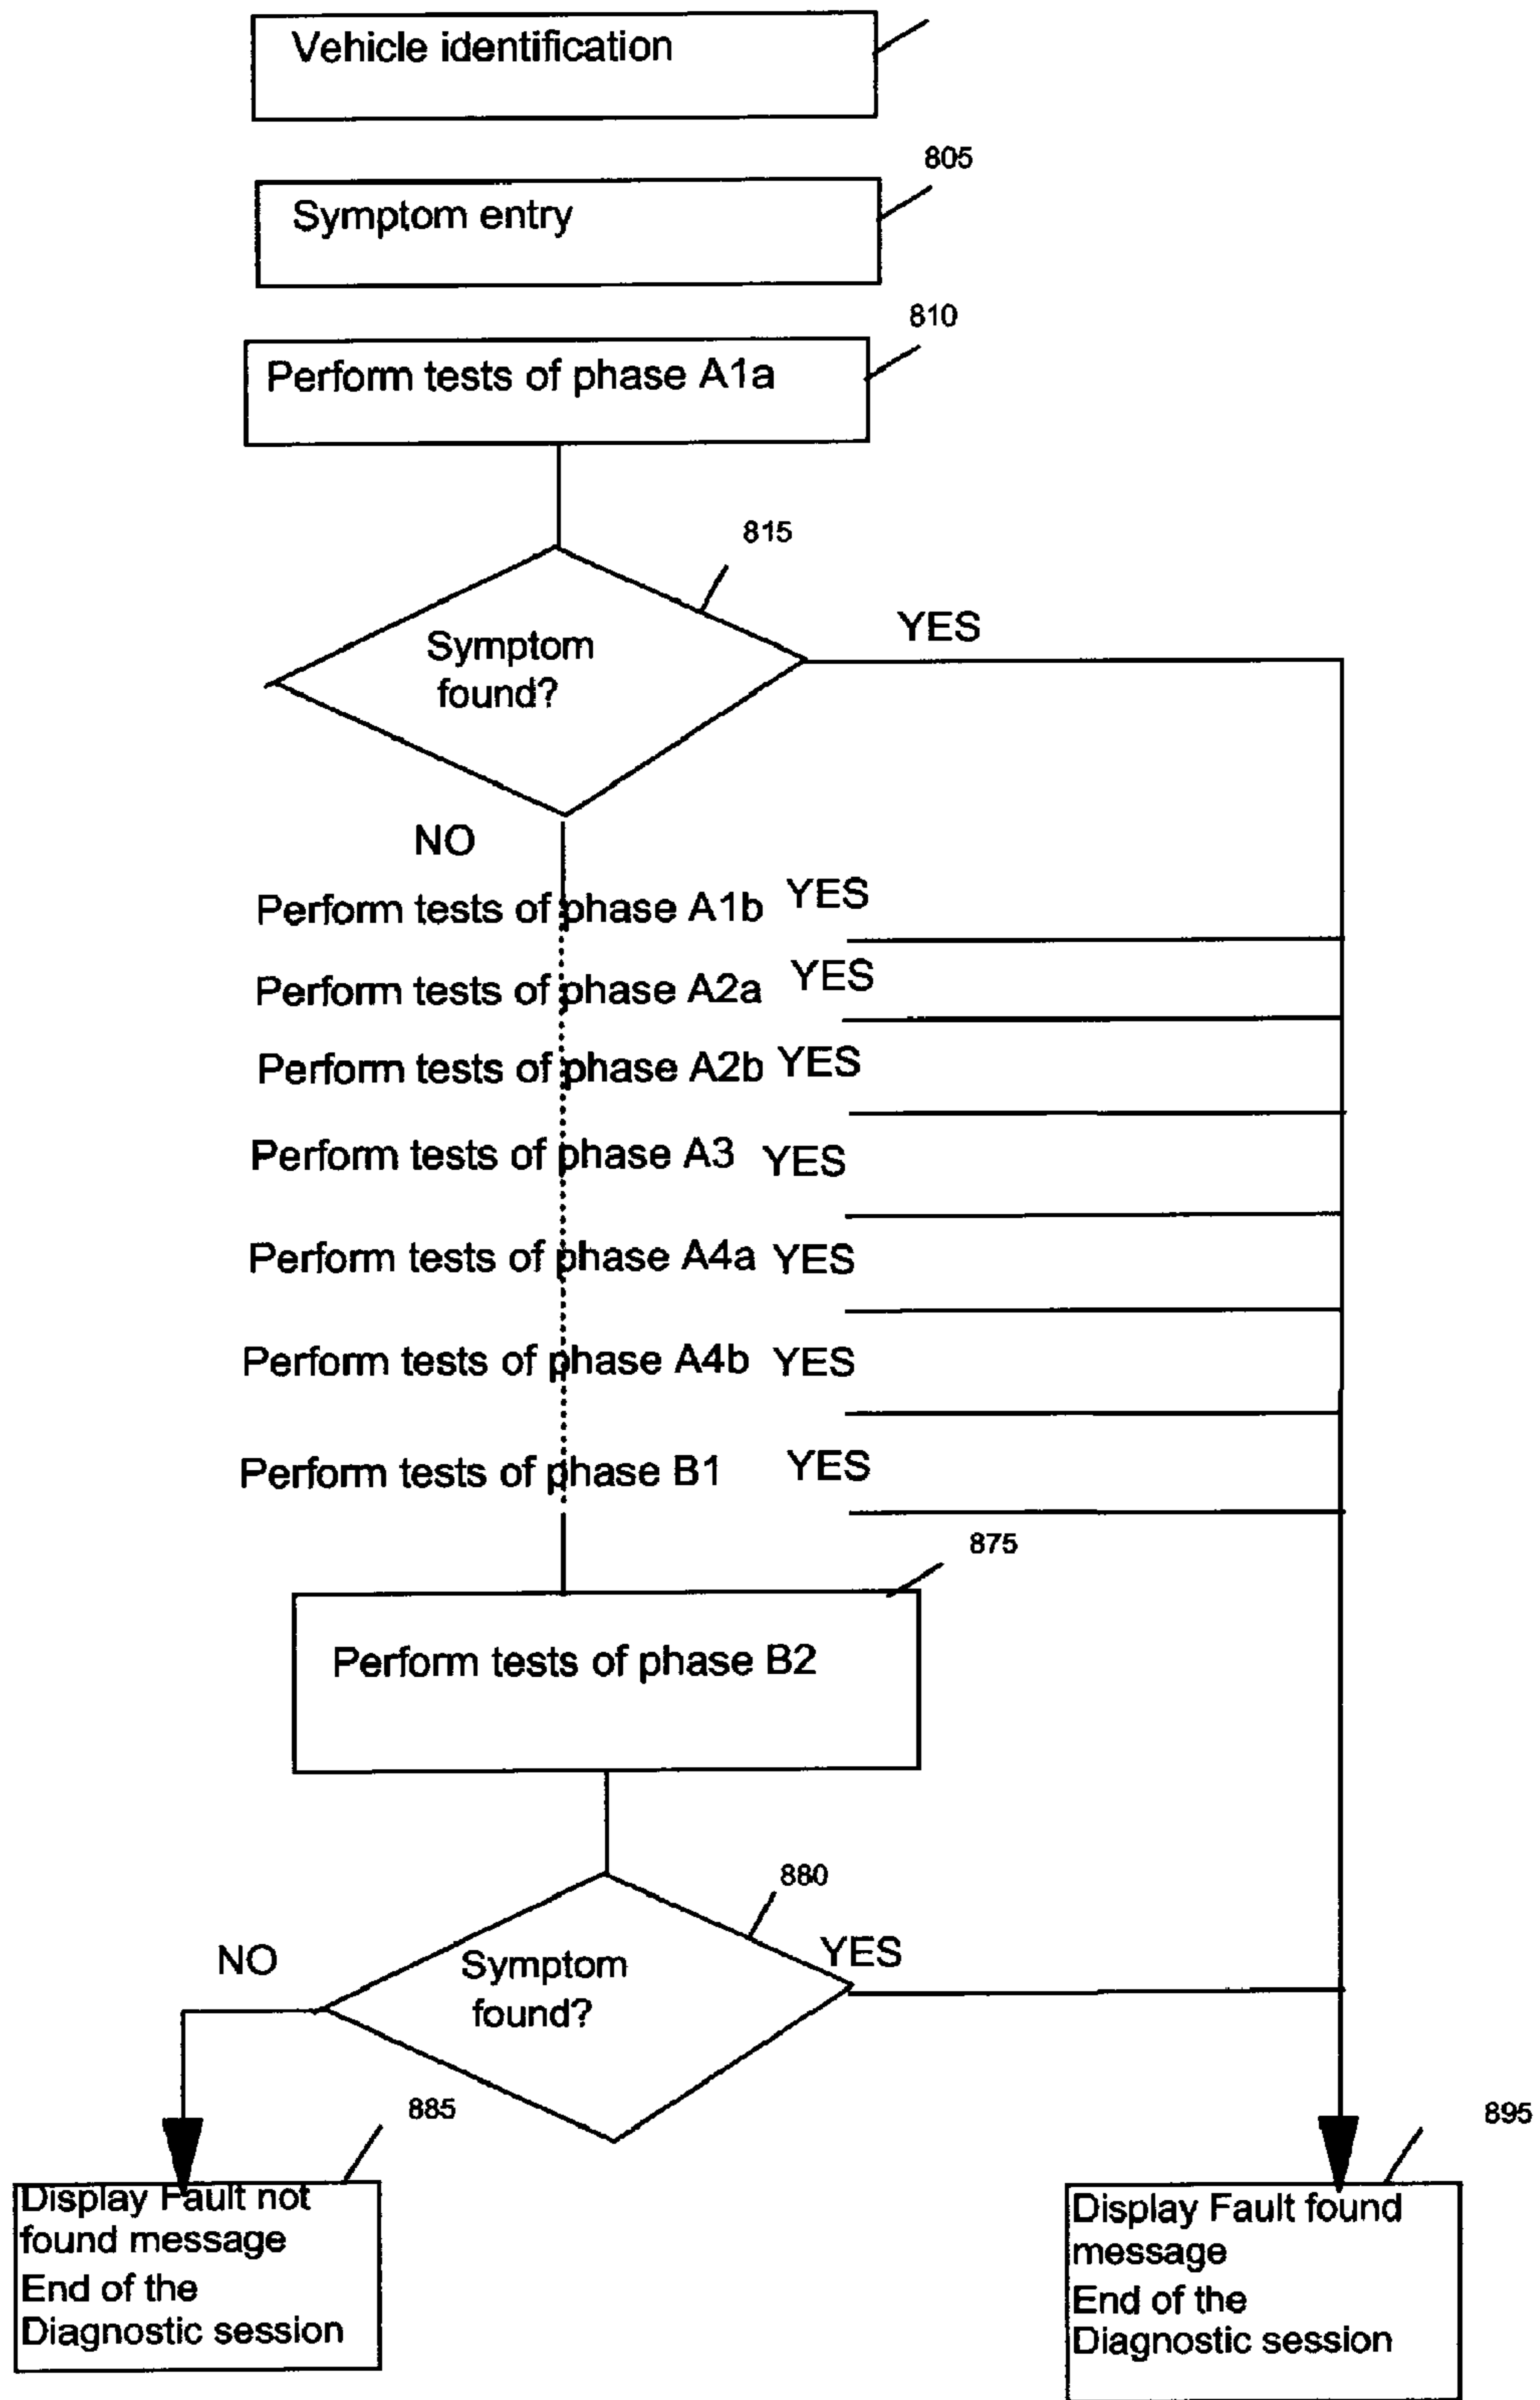 Vehicle identification
805
Symptom entry
810
Perform tests of phase A1a
815
YES
Symptom
found?
NO
Perform tests of phase A1b YES
Perform tests of phase A2a YES
Perform tests of phase A2b YES
Perform tests of phase A3 YES
Perform tests of phase A4a YES
Perform tests of phase A4b YES
Perform tests of phase B1 YES
875
Perform tests of phase B2
880
NO
YES
Symptom
found?
885
Display Fault not
found message
End of the
Diagnostic session
895
Display Fault found
message
End of the
Diagnostic session